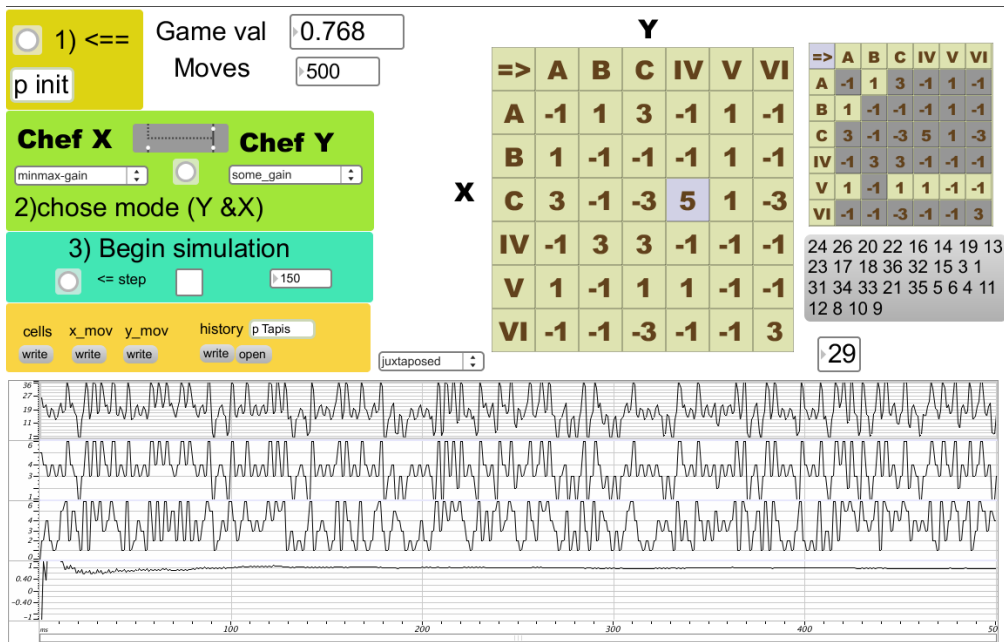 1) <==
p init
Game val
0.768
Moves
500
Chef X
Chef Y
minmax-gain
some_gain
2)chose mode (Y &X)
3) Begin simulation
<= step
150
cells x_mov y_mov history p Tapis
write write write write open
juxtaposed
Y
X
=> A B C IV V VI
A -1 1 3 -1 1 -1
B 1 -1 -1 -1 1 -1
C 3 -1 -3 5 1 -3
IV -1 3 3 -1 -1 -1
V 1 -1 1 1 -1 -1
VI -1 -1 -3 -1 -1 3
=> A B C IV V VI
A -1 1 3 -1 1 -1
B 1 -1 -1 -1 1 -1
C 3 -1 -3 5 1 -3
IV -1 3 3 -1 -1 -1
V 1 -1 1 1 -1 -1
VI -1 -1 -3 -1 -1 3
24 26 20 22 16 14 19 13
23 17 18 36 32 15 3 1
31 34 33 21 35 5 6 4 11
12 8 10 9
29
36
27
19
11
1
6
4
3
1
6
4
3
2
0
1
0.40
0
-0.40
-1
ms 100 200 300 400 50